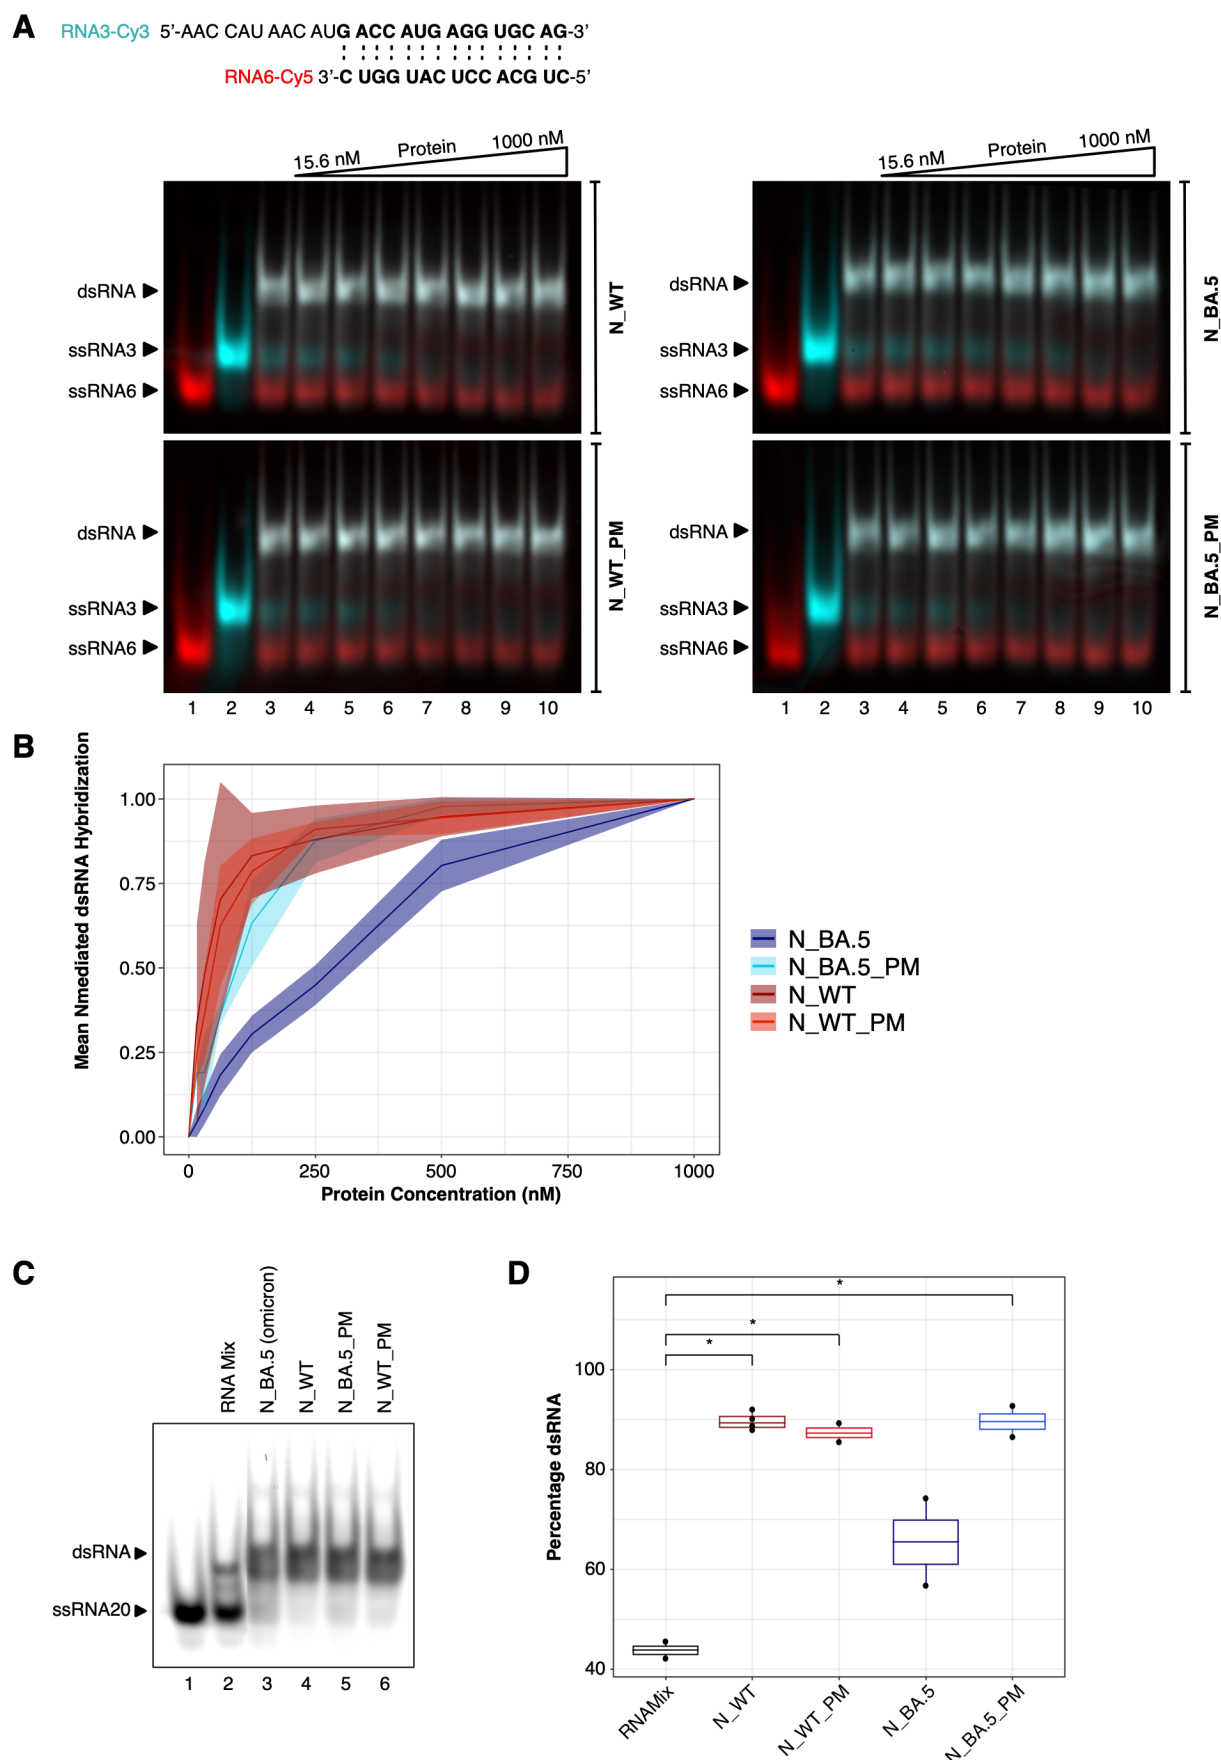 A
RNA3-Cy3 5'-AAC CAU AAC AUG ACC AUG AGG UGC AG-3'
RNA6-Cy5 3'-C UGG UAC UCC ACG UC-5'
15.6 nM Protein 1000 nM
15.6 nM Protein 1000 nM
dsRNA
ssRNA3
ssRNA6
N_WT
dsRNA
ssRNA3
ssRNA6
N_BA.5
dsRNA
ssRNA3
ssRNA6
N_WT_PM
dsRNA
ssRNA3
ssRNA6
N_BA.5_PM
1 2 3 4 5 6 7 8 9 10
1 2 3 4 5 6 7 8 9 10
B
Mean Nmediated dsRNA Hybridization
1.00
0.75
0.50
0.25
0.00
0 250 500 750 1000
Protein Concentration (nM)
N_BA.5
N_BA.5_PM
N_WT
N_WT_PM
C
RNA Mix
N_BA.5 (omicron)
N_WT
N_BA.5_PM
N_WT_PM
dsRNA
ssRNA20
1 2 3 4 5 6
D
Percentage dsRNA
*
*
*
100
80
60
40
RNAMix
N_WT
N_WT_PM
N_BA.5
N_BA.5_PM